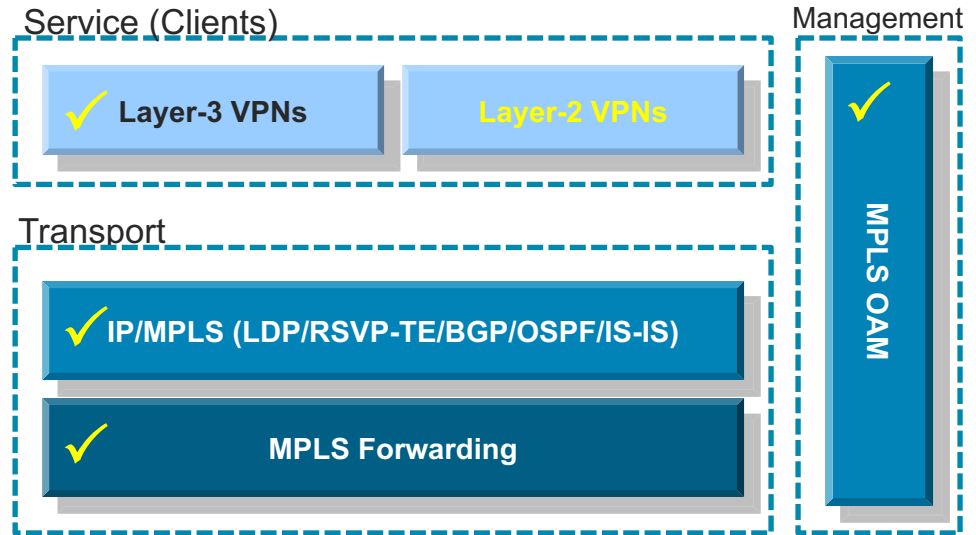 Service (Clients)
Management
Layer-3 VPNs
Layer-2 VPNs
MPLS OAM
Transport
IP/MPLS (LDP/RSVP-TE/BGP/OSPF/IS-IS)
MPLS Forwarding